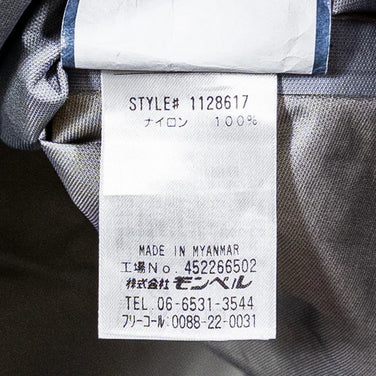 STYLE# 1128617
ナイロン 100%
MADE IN MYANMAR
工場No. 452266502
株式会社 モンベル
TEL. 06-6531-3544
フリーコール:0088-22-0031